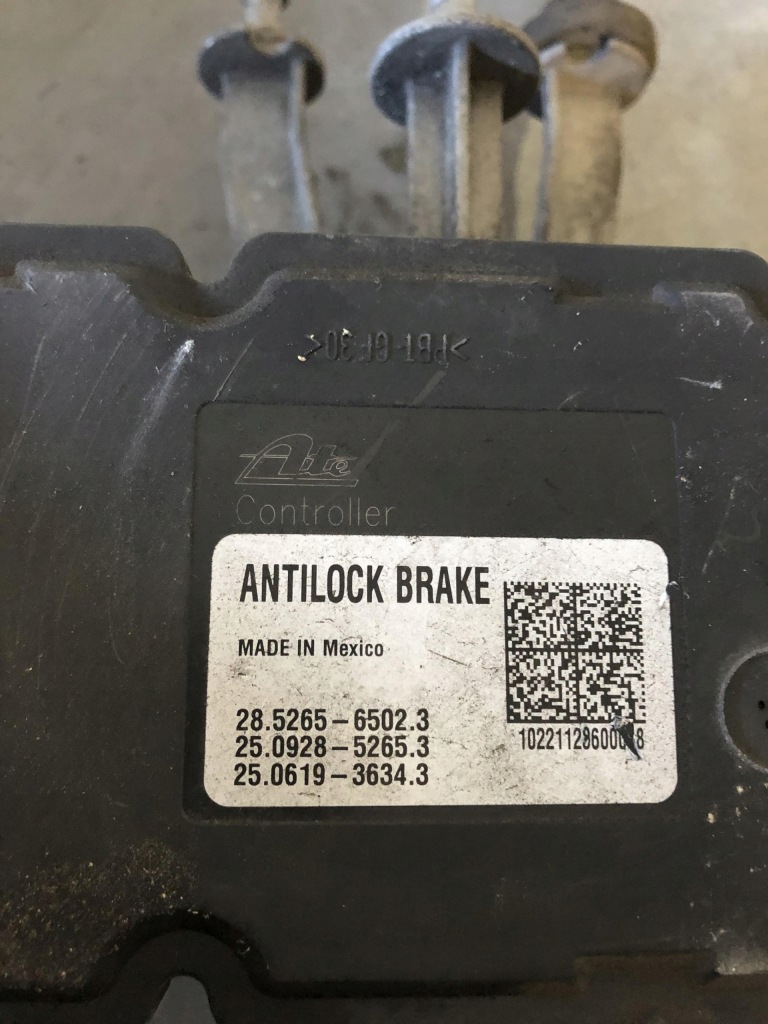 >PBT-GF30<
Ate
Controller
ANTILOCK BRAKE
MADE IN Mexico
28.5265-6502.3
25.0928-5265.3
25.0619-3634.3